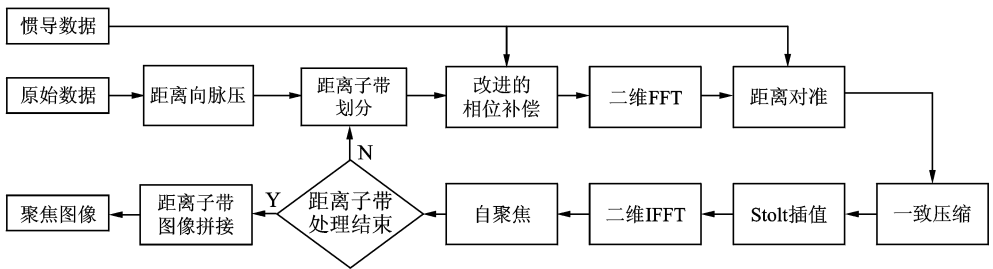 惯导数据
原始数据
距离向脉压
距离子带
划分
改进的
相位补偿
二维FFT
距离对准
N
Y
聚焦图像
距离子带
图像拼接
距离子带
处理结束
自聚焦
二维IFFT
Stolt插值
一致压缩